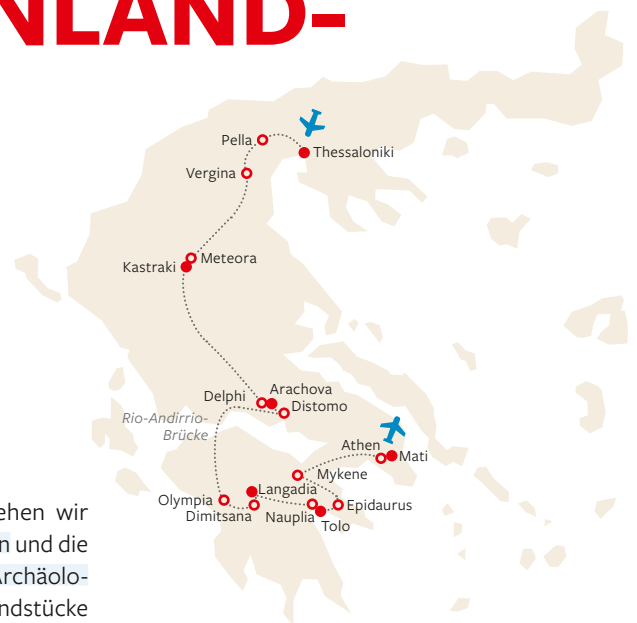 NLAND-
Pella
Thessaloniki
Vergina
Meteora
Kastraki
Delphi
Arachova
Distomo
Rio-Andirrio-
Brücke
Athen
Mati
Mykene
Langadia
Olympia
Epidaurus
Dimitsana
Nauplia
Tolo
ehen wir
n und die
Archäolo-
ndstücke